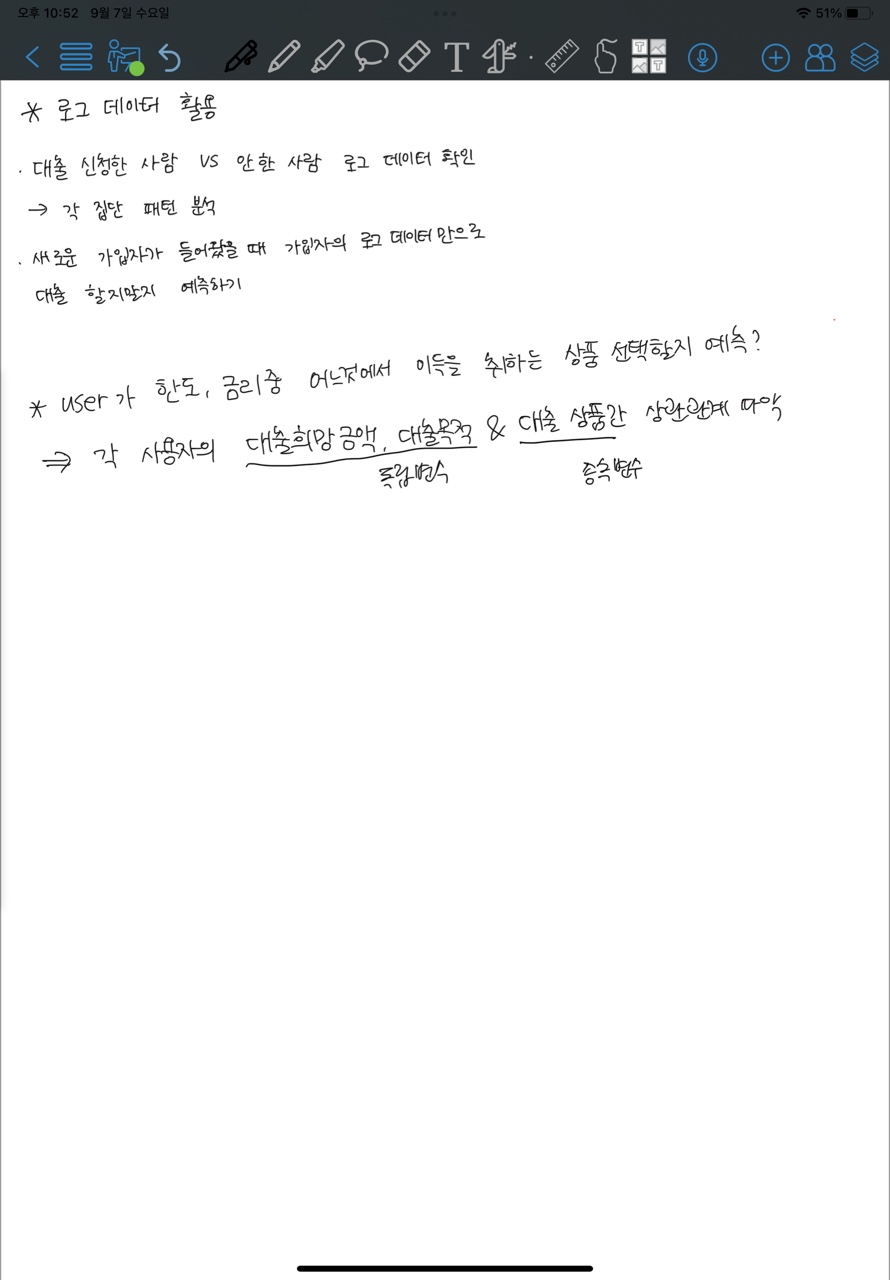 오후 10:52 9월 7일 수요일
51%
* 로그 데이터 활용
· 대출 신청한 사람 VS 안한 사람 로그 데이터 확인
→ 각 집단 패턴 분석
· 새로운 가입자가 들어왔을 때 가입자의 로그 데이터만으로
대출 할지말지 예측하기
* user가 한도, 금리중 어느것에서 이득을 취하는 상품 선택할지 예측?
⇒ 각 사용자의 대출희망금액, 대출목적 & 대출 상품간 상관관계 파악
독립변수 종속변수